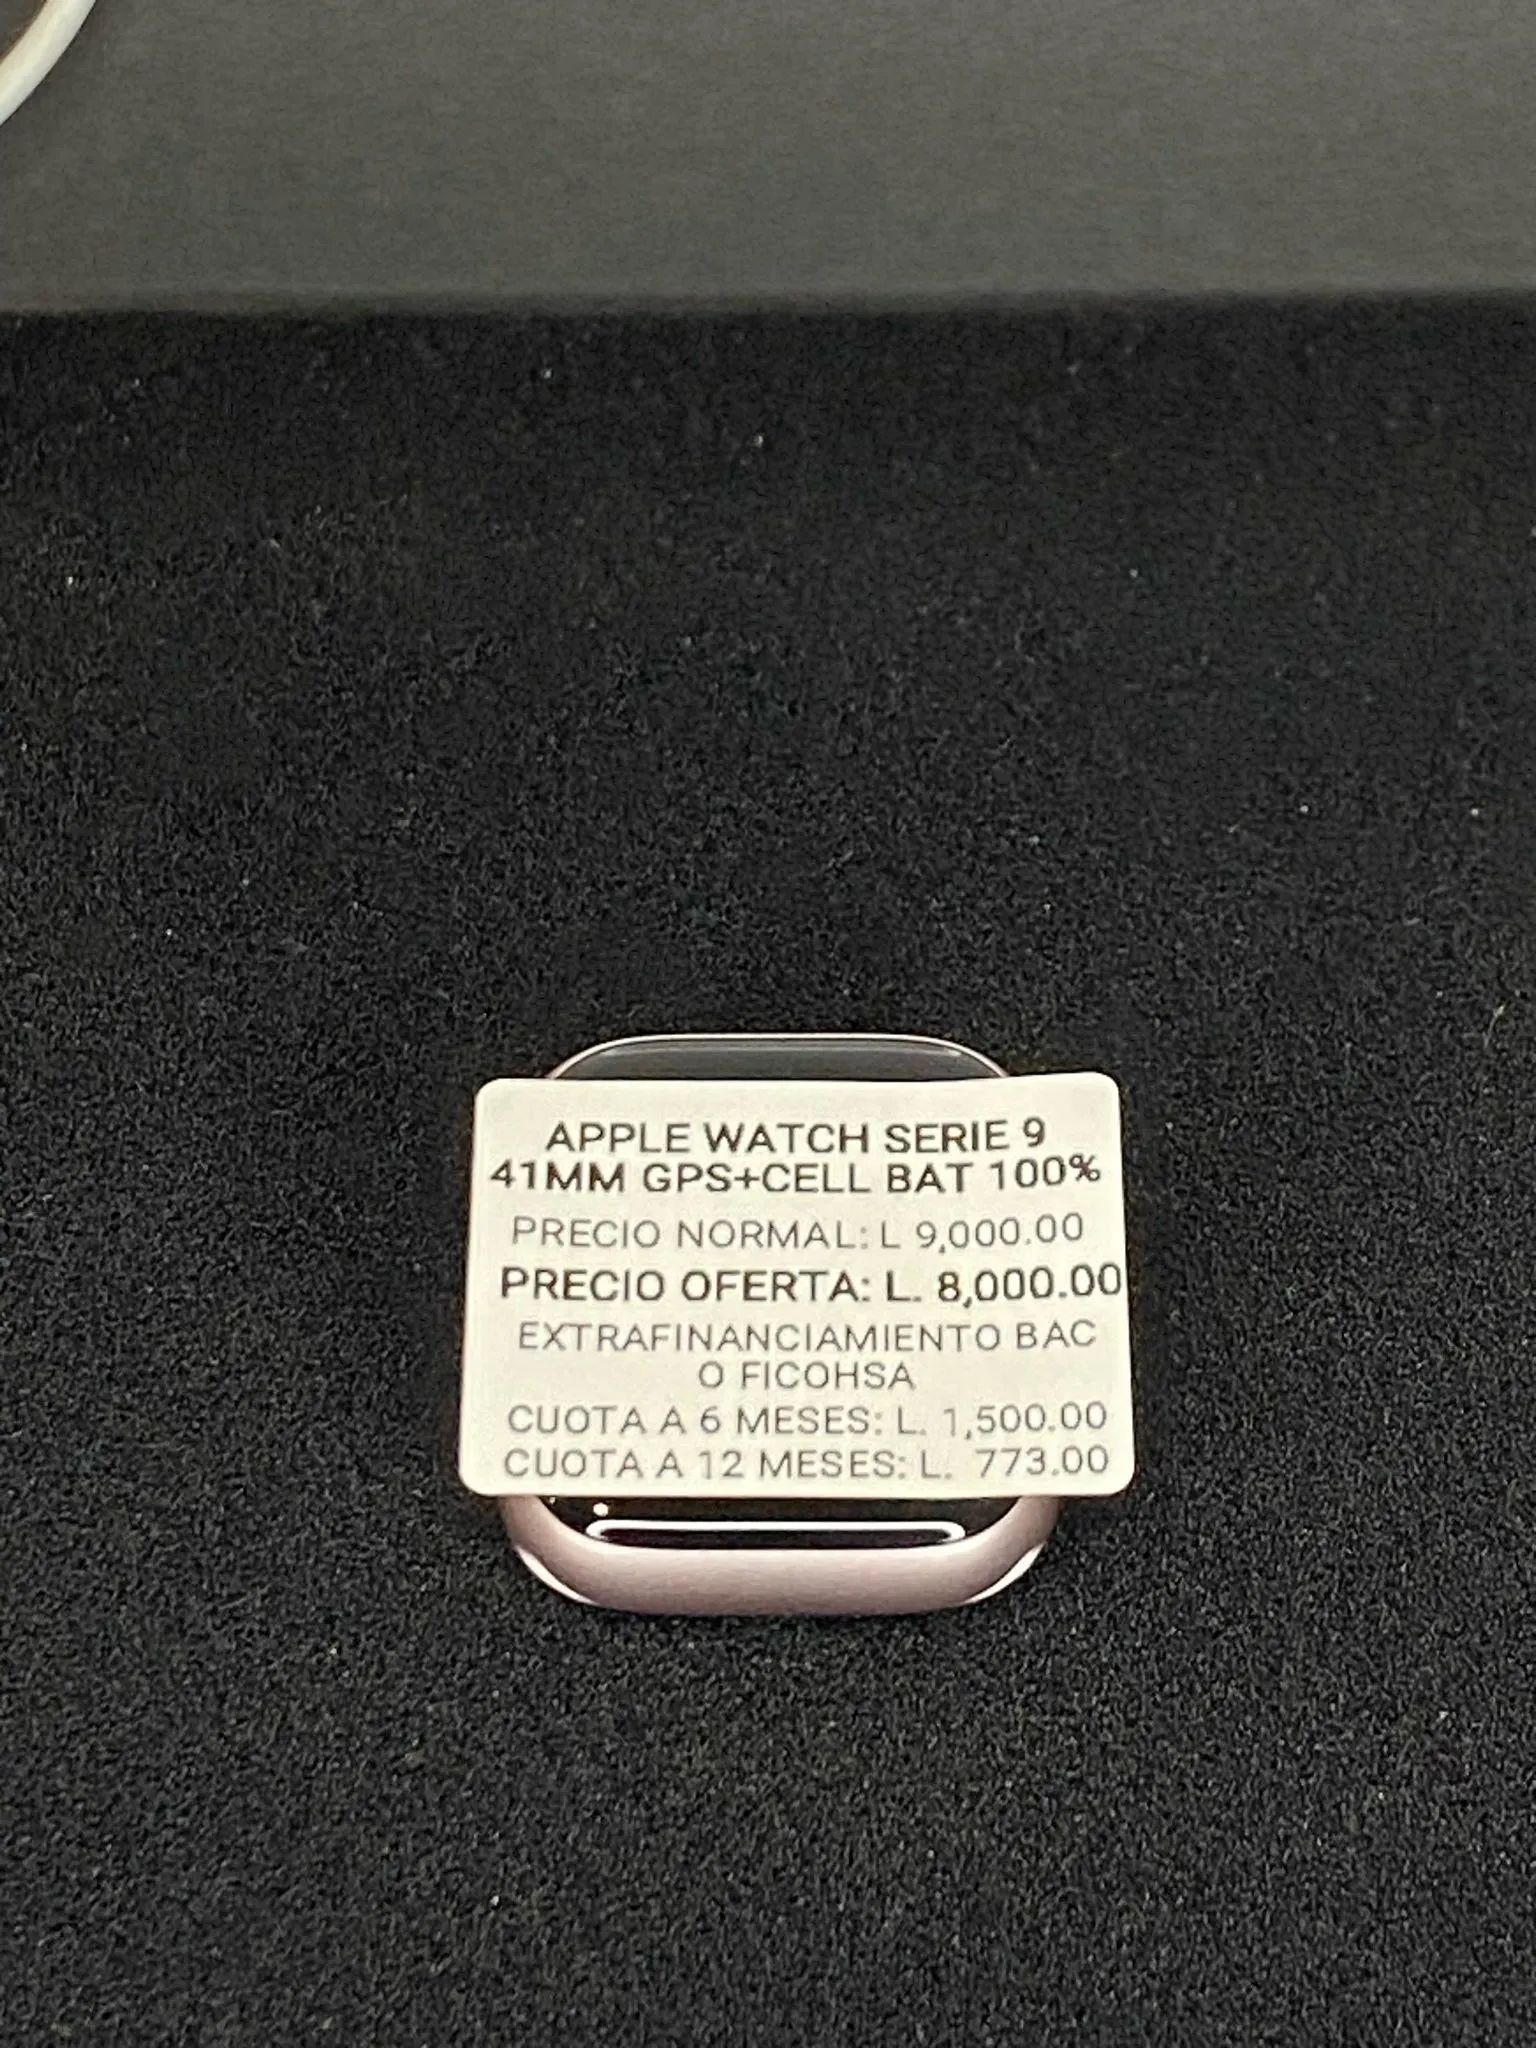 APPLE WATCH SERIE 9
41MM GPS+CELL BAT 100%
PRECIO NORMAL: L 9,000.00
PRECIO OFERTA: L. 8,000.00
EXTRAFINANCIAMIENTO BAC
O FICOHSA
CUOTA A 6 MESES: L. 1,500.00
CUOTA A 12 MESES: L. 773.00